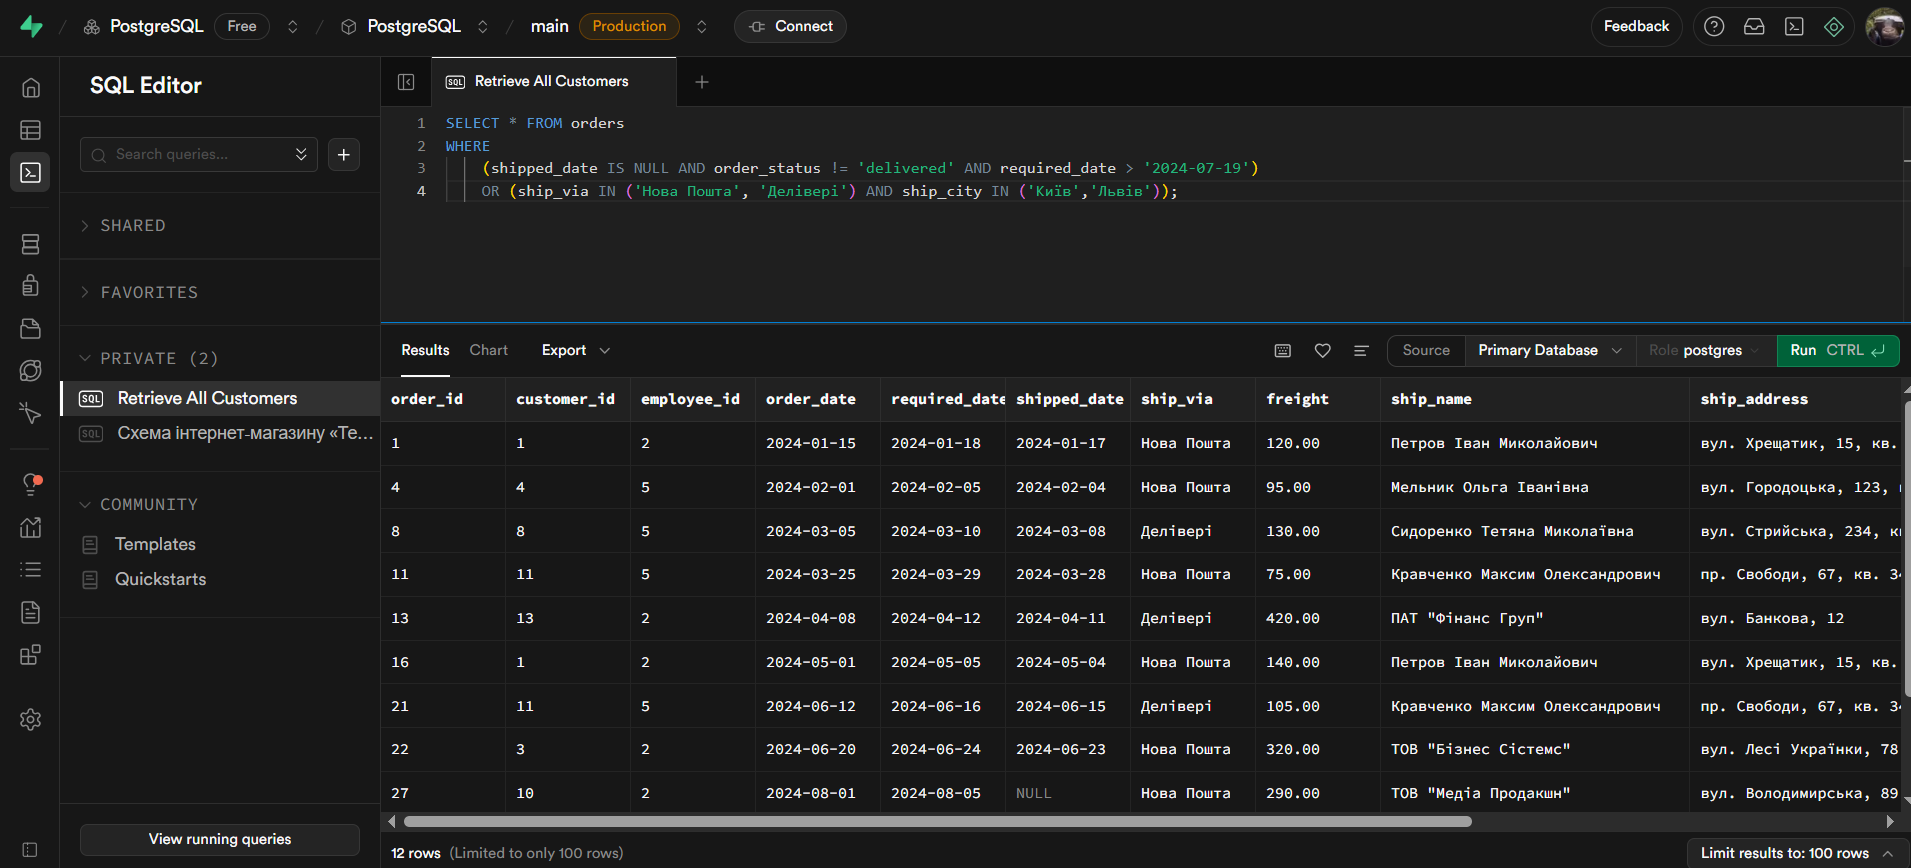 PostgreSQL Free PostgreSQL main Production Connect Feedback
SQL Editor
Retrieve All Customers
Search queries...
SHARED
FAVORITES
PRIVATE (2)
Retrieve All Customers
Схема інтернет-магазину «Те...
COMMUNITY
Templates
Quickstarts
View running queries
1 SELECT * FROM orders
2 WHERE
3 (shipped_date IS NULL AND order_status != 'delivered' AND required_date > '2024-07-19')
4 OR (ship_via IN ('Нова Пошта', 'Делівері') AND ship_city IN ('Київ','Львів'));
Results Chart Export Source Primary Database Role postgres Run CTRL
order_id customer_id employee_id order_date required_date shipped_date ship_via freight ship_name ship_address
1 1 2 2024-01-15 2024-01-18 2024-01-17 Нова Пошта 120.00 Петров Іван Миколайович вул. Хрещатик, 15, кв.
4 4 5 2024-02-01 2024-02-05 2024-02-04 Нова Пошта 95.00 Мельник Ольга Іванівна вул. Городоцька, 123,
8 8 5 2024-03-05 2024-03-10 2024-03-08 Делівері 130.00 Сидоренко Тетяна Миколаївна вул. Стрийська, 234,
11 11 5 2024-03-25 2024-03-29 2024-03-28 Нова Пошта 75.00 Кравченко Максим Олександрович пр. Свободи, 67, кв.
13 13 2 2024-04-08 2024-04-12 2024-04-11 Делівері 420.00 ПАТ "Фінанс Груп" вул. Банкова, 12
16 1 2 2024-05-01 2024-05-05 2024-05-04 Нова Пошта 140.00 Петров Іван Миколайович вул. Хрещатик, 15, кв.
21 11 5 2024-06-12 2024-06-16 2024-06-15 Делівері 105.00 Кравченко Максим Олександрович пр. Свободи, 67, кв.
22 3 2 2024-06-20 2024-06-24 2024-06-23 Нова Пошта 320.00 ТОВ "Бізнес Сістемс" вул. Лесі Українки, 78
27 10 2 2024-08-01 2024-08-05 NULL Нова Пошта 290.00 ТОВ "Медіа Продакшн" вул. Володимирська, 89
12 rows (Limited to only 100 rows) Limit results to: 100 rows